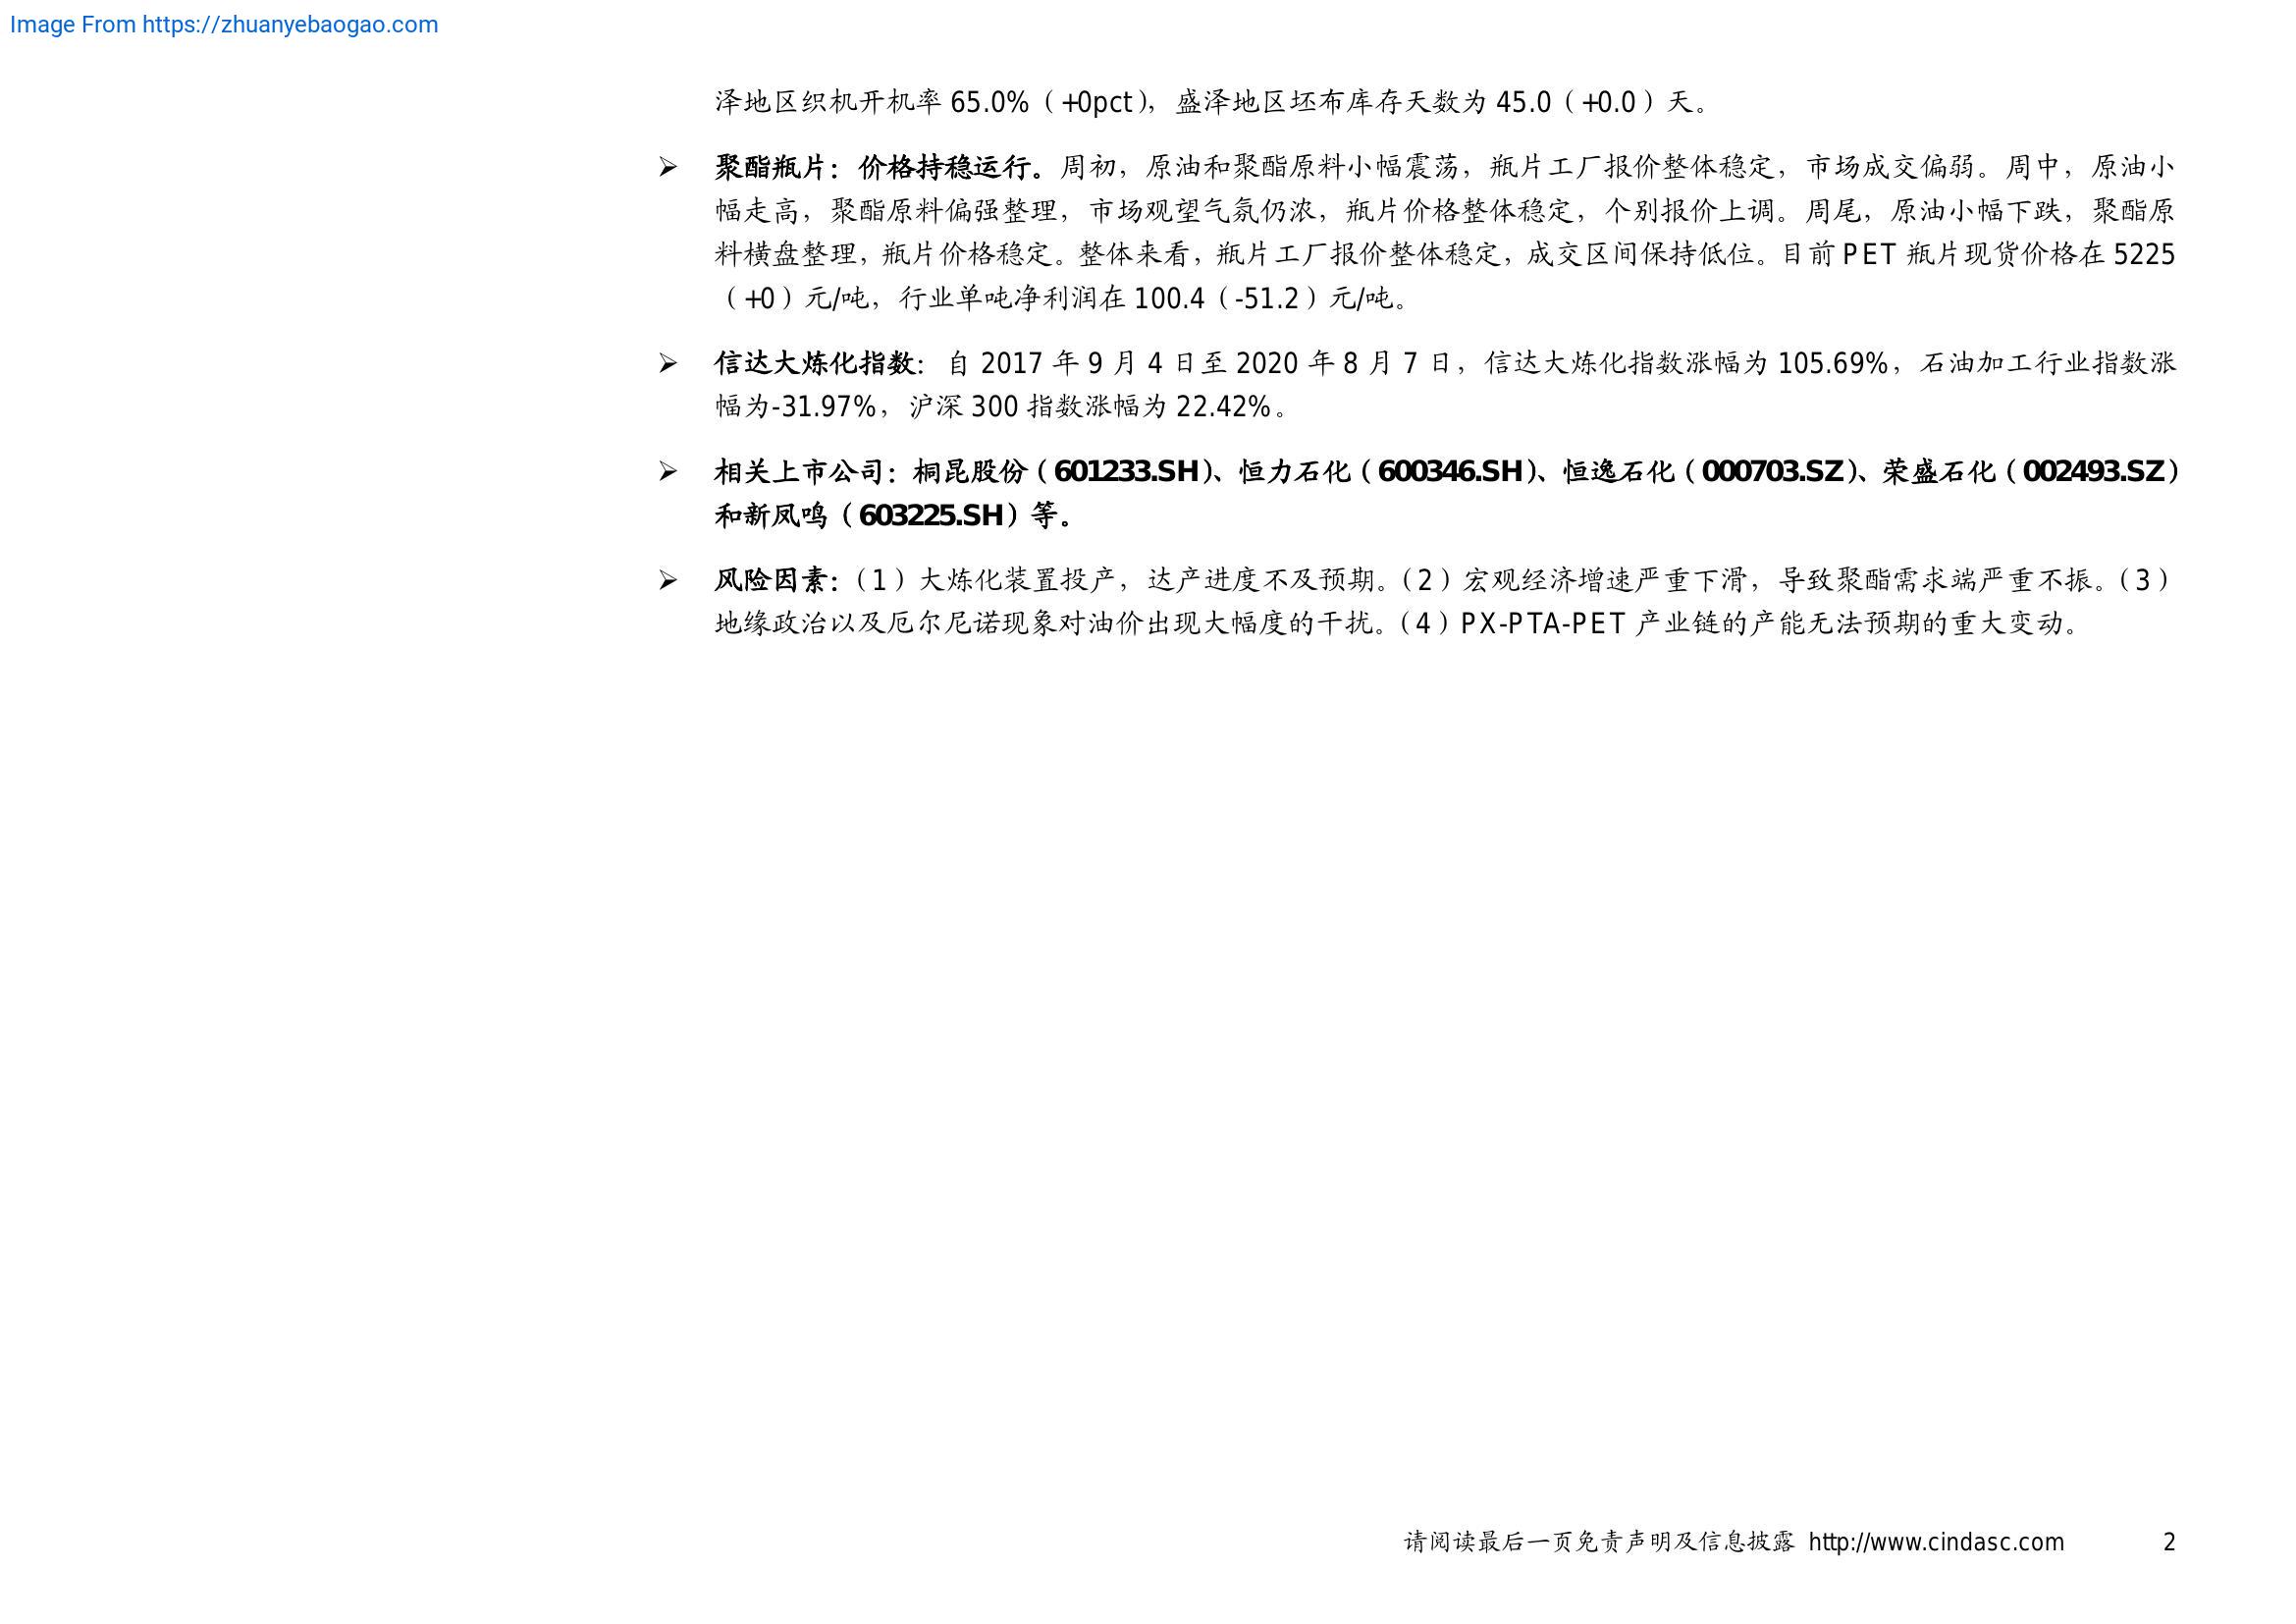 Image From https://zhuanyebaogao.com
泽地区织机开机率 65.0%（+0pct），盛泽地区坯布库存天数为 45.0（+0.0）天。
➢ 聚酯瓶片：价格持稳运行。周初，原油和聚酯原料小幅震荡，瓶片工厂报价整体稳定，市场成交偏弱。周中，原油小
幅走高，聚酯原料偏强整理，市场观望气氛仍浓，瓶片价格整体稳定，个别报价上调。周尾，原油小幅下跌，聚酯原
料横盘整理，瓶片价格稳定。整体来看，瓶片工厂报价整体稳定，成交区间保持低位。目前 PET 瓶片现货价格在 5225
（+0）元/吨，行业单吨净利润在 100.4（-51.2）元/吨。
➢ 信达大炼化指数：自 2017 年 9 月 4 日至 2020 年 8 月 7 日，信达大炼化指数涨幅为 105.69%，石油加工行业指数涨
幅为-31.97%，沪深 300 指数涨幅为 22.42%。
➢ 相关上市公司：桐昆股份（601233.SH）、恒力石化（600346.SH）、恒逸石化（000703.SZ）、荣盛石化（002493.SZ）
和新凤鸣（603225.SH）等。
➢ 风险因素：（1）大炼化装置投产，达产进度不及预期。（2）宏观经济增速严重下滑，导致聚酯需求端严重不振。（3）
地缘政治以及厄尔尼诺现象对油价出现大幅度的干扰。（4）PX-PTA-PET 产业链的产能无法预期的重大变动。
请阅读最后一页免责声明及信息披露 http://www.cindasc.com 2